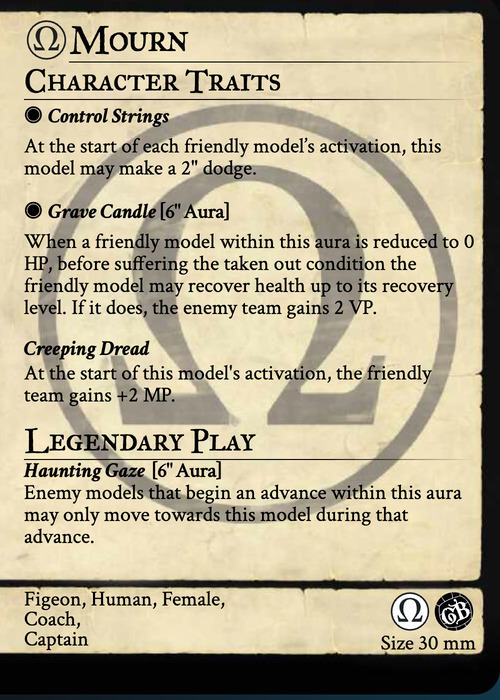 Ω Mourn
Character Traits
Control Strings
At the start of each friendly model's activation, this
model may make a 2" dodge.
Grave Candle [6" Aura]
When a friendly model within this aura is reduced to 0
HP, before suffering the taken out condition the
friendly model may recover health up to its recovery
level. If it does, the enemy team gains 2 VP.
Creeping Dread
At the start of this model's activation, the friendly
team gains +2 MP.
Legendary Play
Haunting Gaze [6" Aura]
Enemy models that begin an advance within this aura
may only move towards this model during that
advance.
Figeon, Human, Female,
Coach,
Captain
Ω GB
Size 30 mm